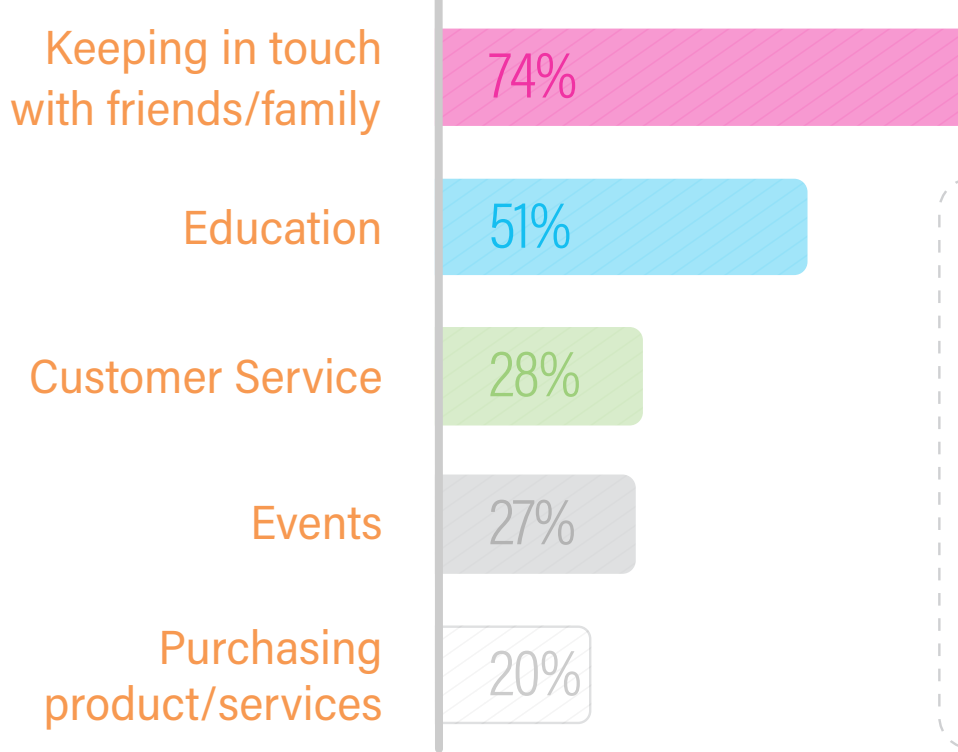 Keeping in touch
with friends/family
74%
Education
51%
Customer Service
28%
Events
27%
Purchasing
product/services
20%